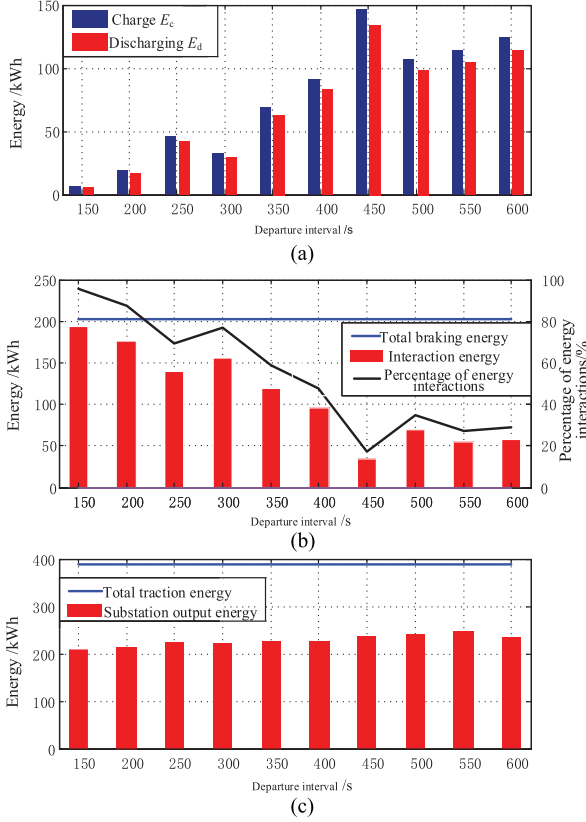 150
100
50
0
Energy /kWh
Charge Ec
Discharging Ed
150 200 250 300 350 400 450 500 550 600
Departure interval /s
(a)
250
200
150
100
50
0
Energy /kWh
100
80
60
40
20
0
Percentage of energy
interactions/%
Total braking energy
Interaction energy
Percentage of energy
interactions
150 200 250 300 350 400 450 500 550 600
Departure interval /s
(b)
400
300
200
100
0
Energy /kWh
Total traction energy
Substation output energy
150 200 250 300 350 400 450 500 550 600
Departure interval /s
(c)